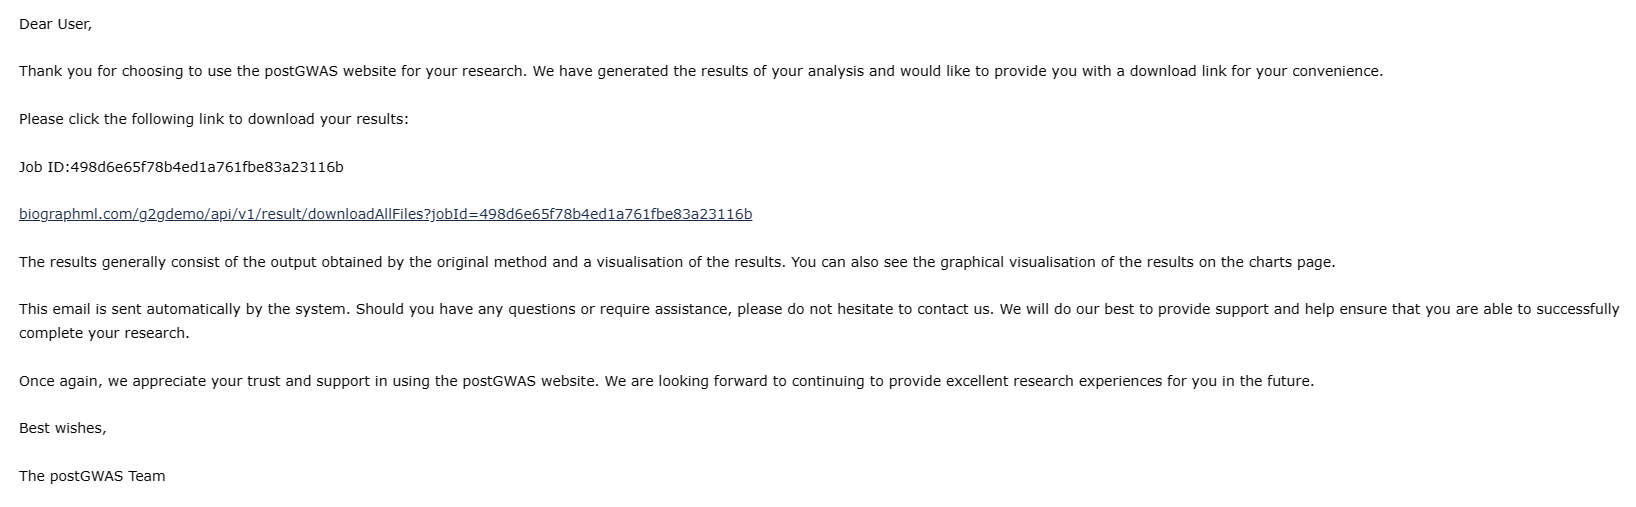 Dear User,
Thank you for choosing to use the postGWAS website for your research. We have generated the results of your analysis and would like to provide you with a download link for your convenience.
Please click the following link to download your results:
Job ID:498d6e65f78b4ed1a761fbe83a23116b
biographml.com/g2gdemo/api/v1/result/downloadAllFiles?jobId=498d6e65f78b4ed1a761fbe83a23116b
The results generally consist of the output obtained by the original method and a visualisation of the results. You can also see the graphical visualisation of the results on the charts page.
This email is sent automatically by the system. Should you have any questions or require assistance, please do not hesitate to contact us. We will do our best to provide support and help ensure that you are able to successfully
complete your research.
Once again, we appreciate your trust and support in using the postGWAS website. We are looking forward to continuing to provide excellent research experiences for you in the future.
Best wishes,
The postGWAS Team